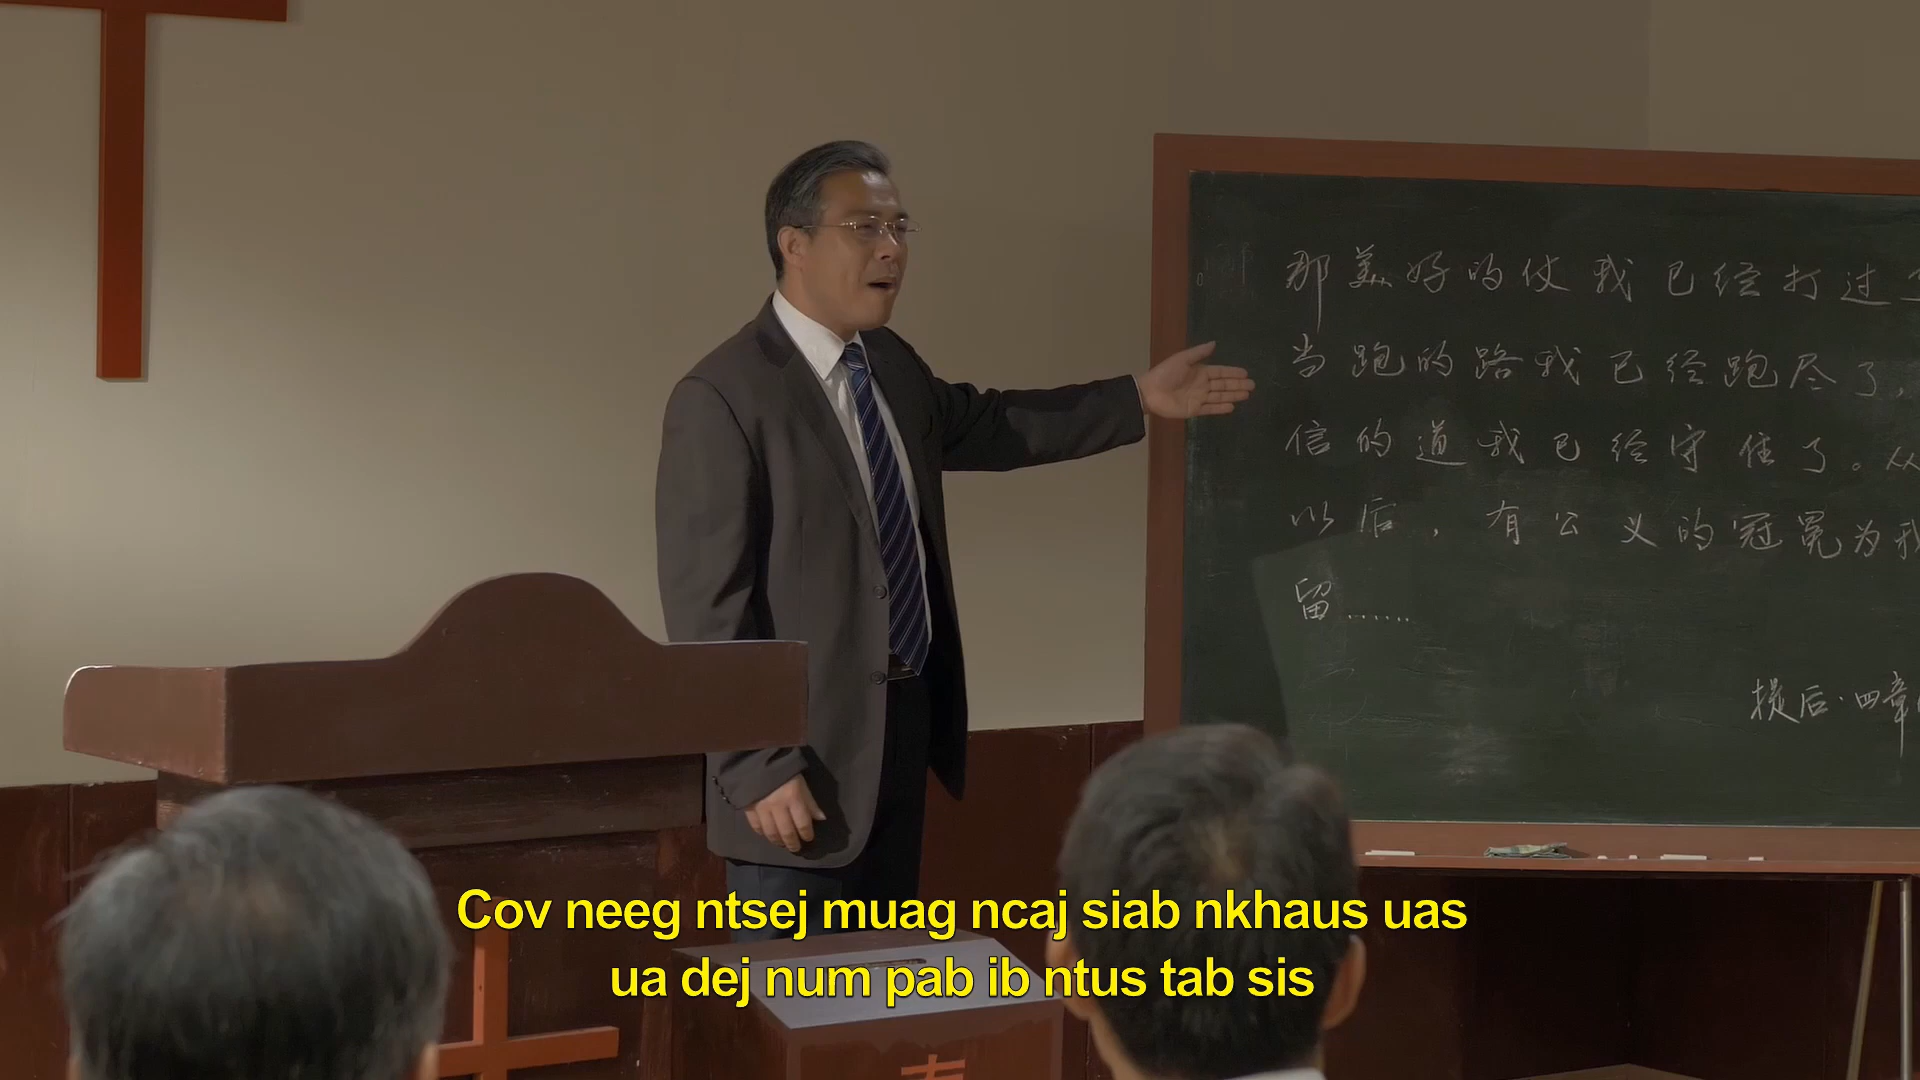 那美好的仗我已经打过了
当跑的路我已经跑尽了，
信的道我已经守住了。从
以后，有公义的冠冕为我
留……
提后·四章
Cov neeg ntsej muag ncaj siab nkhaus uas
ua dej num pab ib ntus tab sis